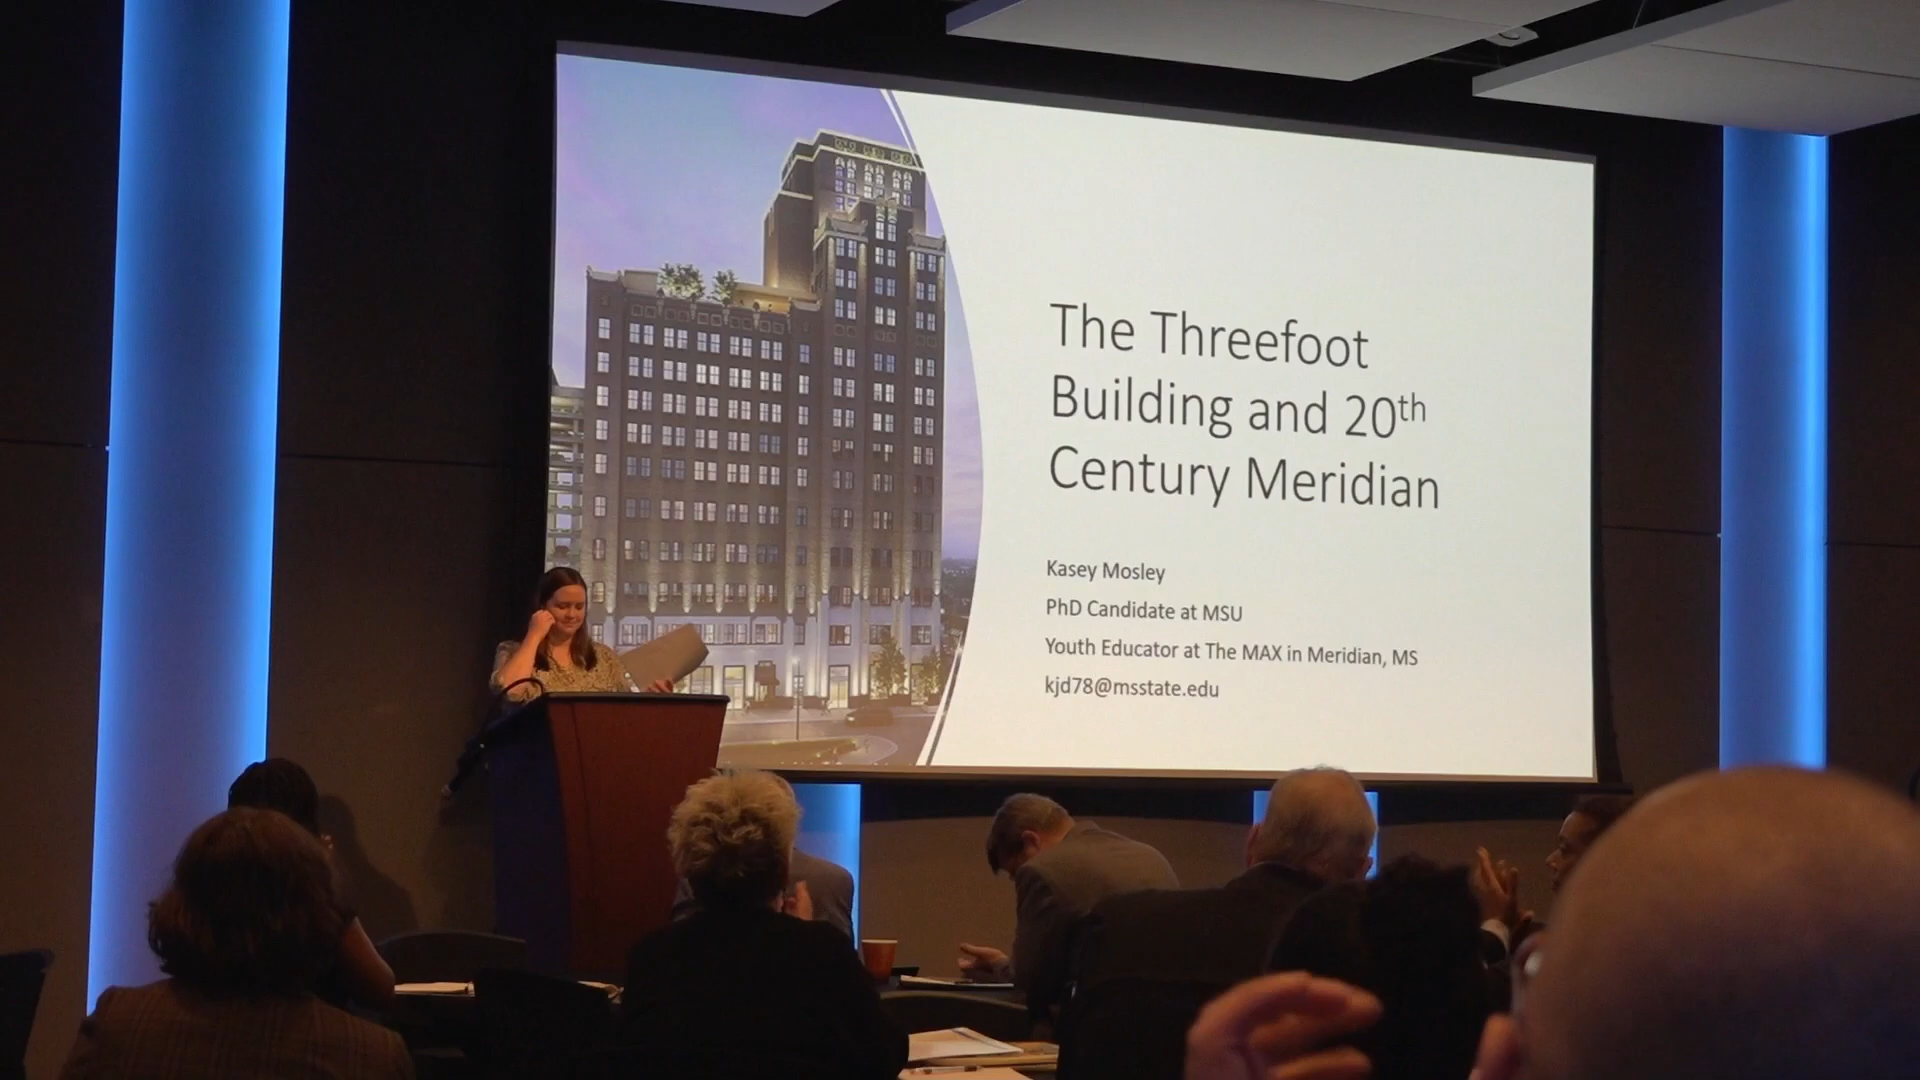 The Threefoot
Building and 20th
Century Meridian
Kasey Mosley
PhD Candidate at MSU
Youth Educator at The MAX in Meridian, MS
kjd78@msstate.edu